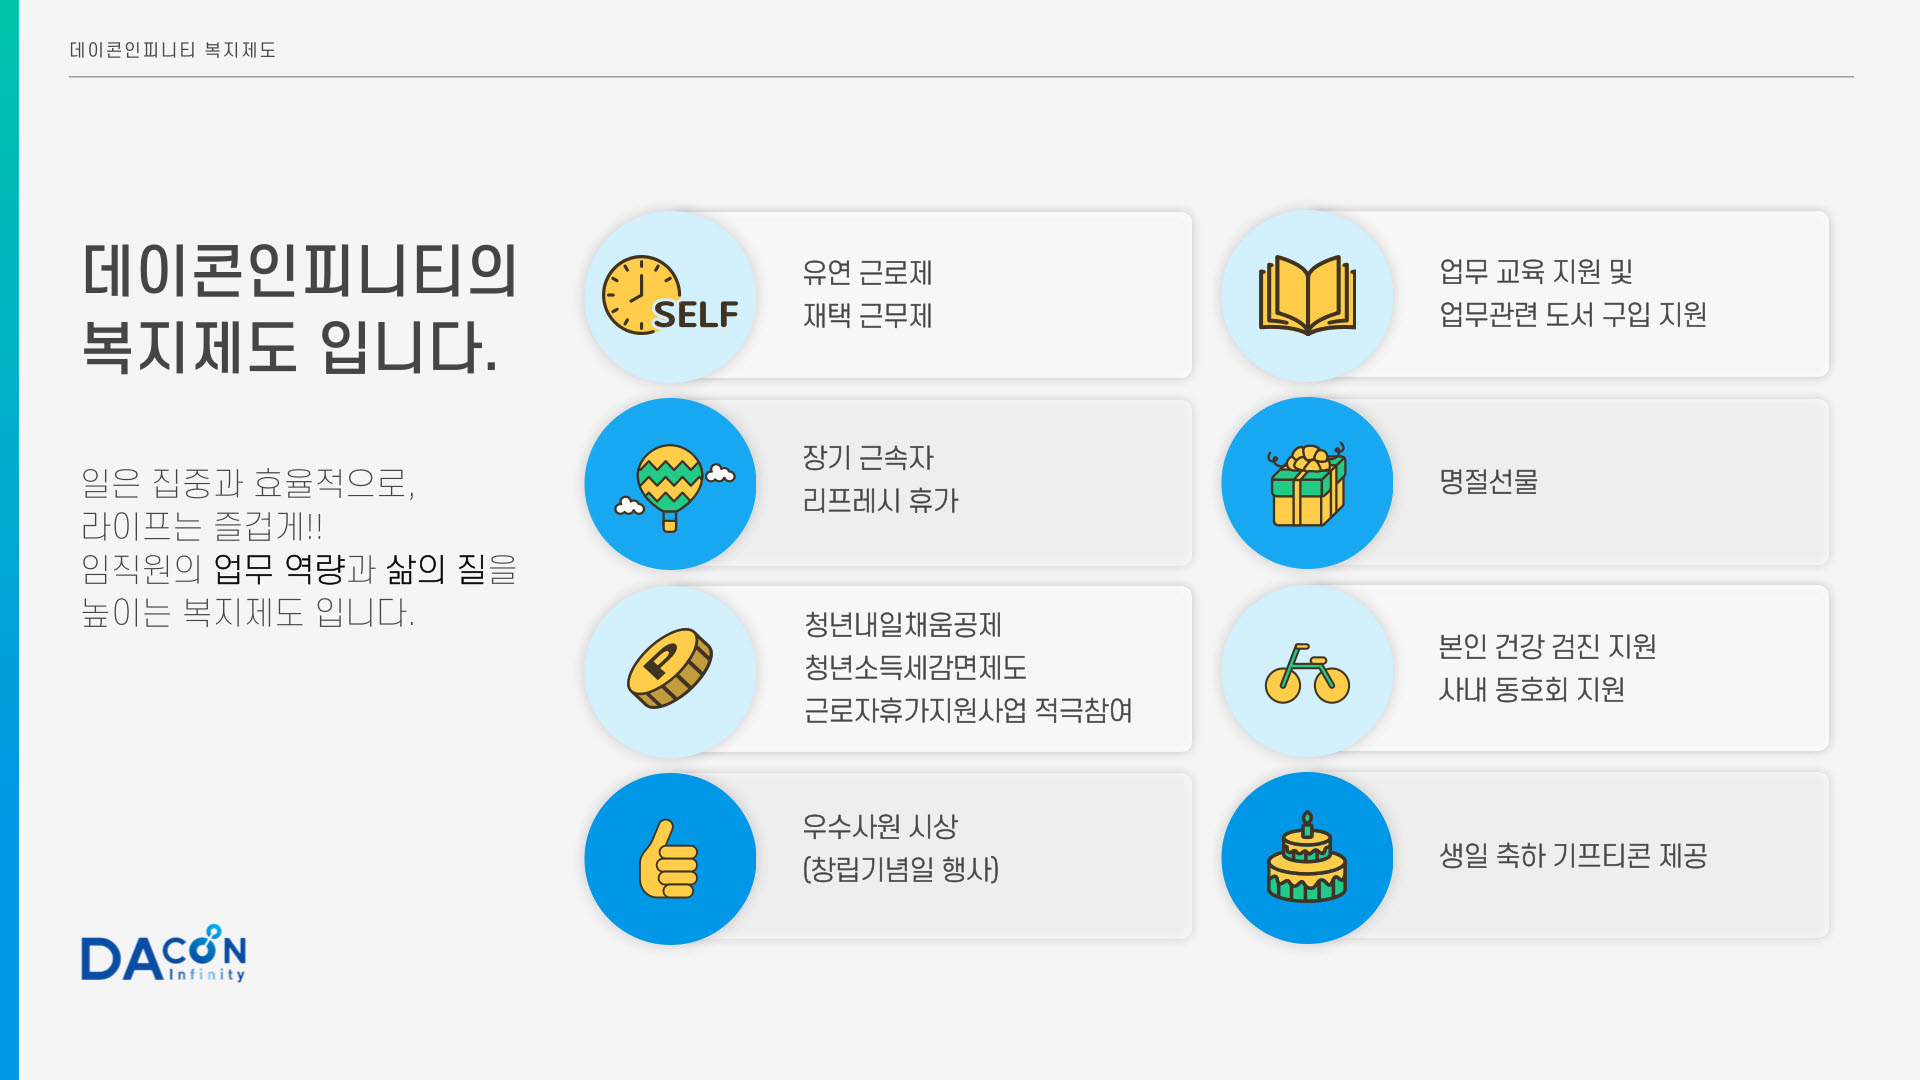 데이콘인피니티 복지제도
데이콘인피니티의
복지제도 입니다.
일은 집중과 효율적으로,
라이프는 즐겁게!!
임직원의 업무 역량과 삶의 질을
높이는 복지제도 입니다.
DACON
Infinity
SELF
유연 근로제
재택 근무제
업무 교육 지원 및
업무관련 도서 구입 지원
장기 근속자
리프레시 휴가
명절선물
P
청년내일채움공제
청년소득세감면제도
근로자휴가지원사업 적극참여
본인 건강 검진 지원
사내 동호회 지원
우수사원 시상
(창립기념일 행사)
생일 축하 기프티콘 제공